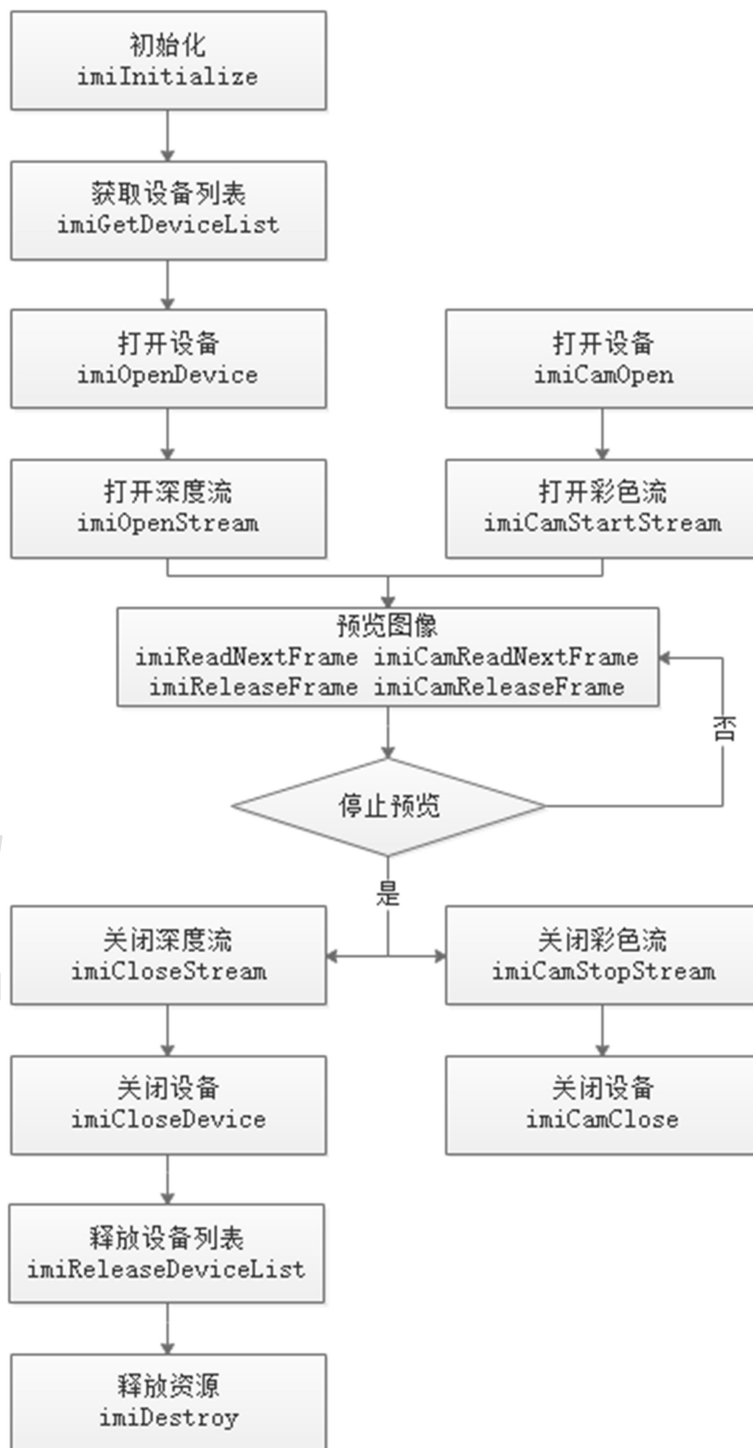 初始化
imiInitialize
获取设备列表
imiGetDeviceList
打开设备
imiOpenDevice
打开设备
imiCamOpen
打开深度流
imiOpenStream
打开彩色流
imiCamStartStream
预览图像
imiReadNextFrame imiCamReadNextFrame
imiReleaseFrame imiCamReleaseFrame
否
停止预览
是
关闭深度流
imiCloseStream
关闭彩色流
imiCamStopStream
关闭设备
imiCloseDevice
关闭设备
imiCamClose
释放设备列表
imiReleaseDeviceList
释放资源
imiDestroy